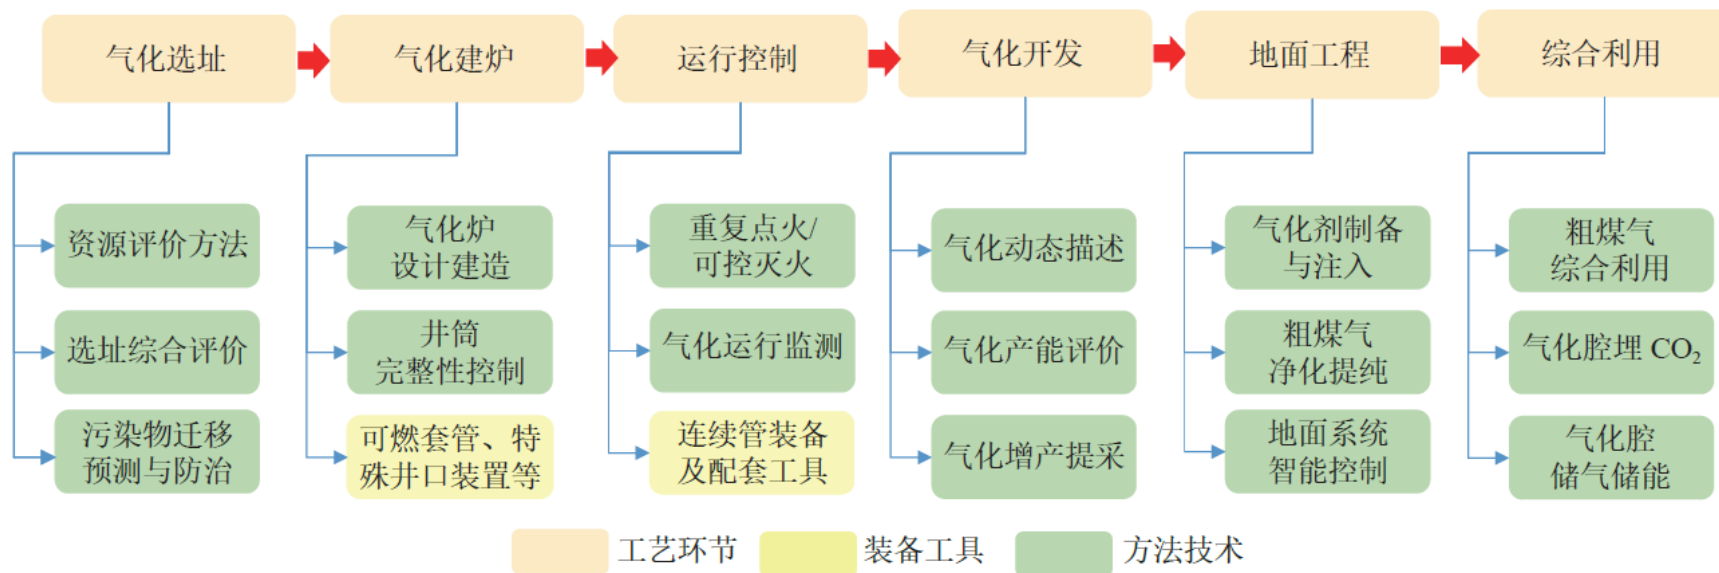 气化选址
气化建炉
运行控制
气化开发
地面工程
综合利用
资源评价方法
选址综合评价
污染物迁移
预测与防治
气化炉
设计建造
井筒
完整性控制
可燃套管、特
殊井口装置等
重复点火/
可控灭火
气化运行监测
连续管装备
及配套工具
气化动态描述
气化产能评价
气化增产提采
气化剂制备
与注入
粗煤气
净化提纯
地面系统
智能控制
粗煤气
综合利用
气化腔埋 CO₂
气化腔
储气储能
工艺环节
装备工具
方法技术